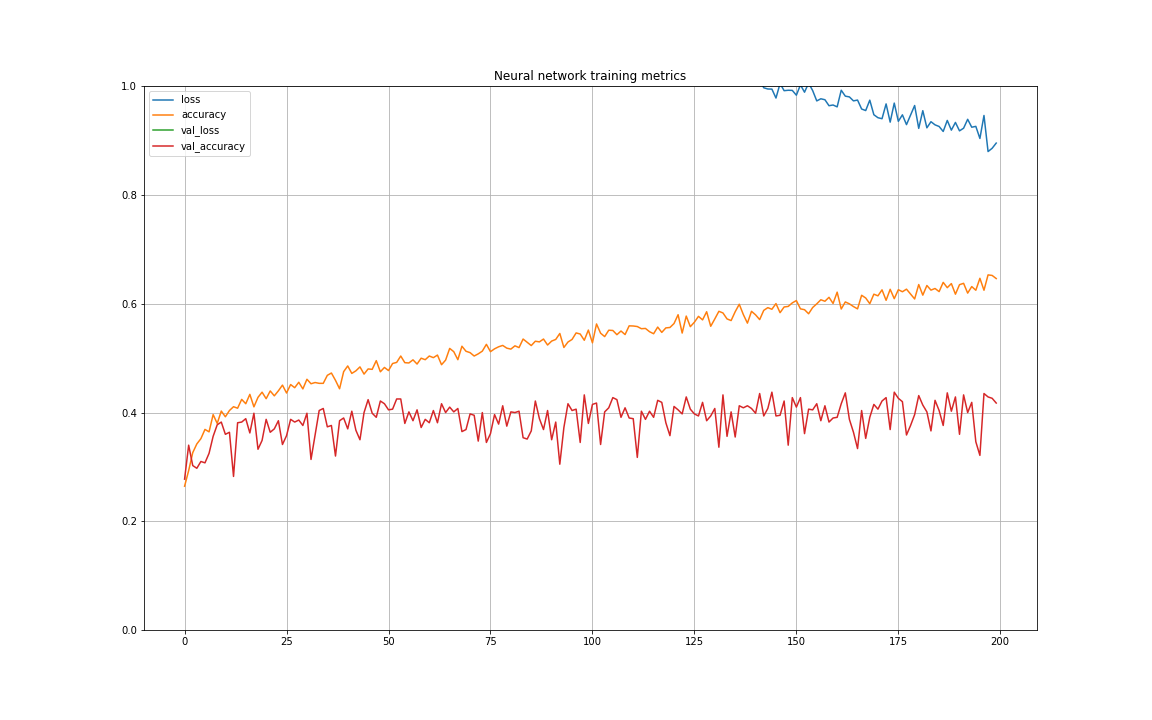 Neural network training metrics
1.0
loss
accuracy
val_loss
val_accuracy
0.8
0.6
0.4
0.2
0.0
0 25 50 75 100 125 150 175 200